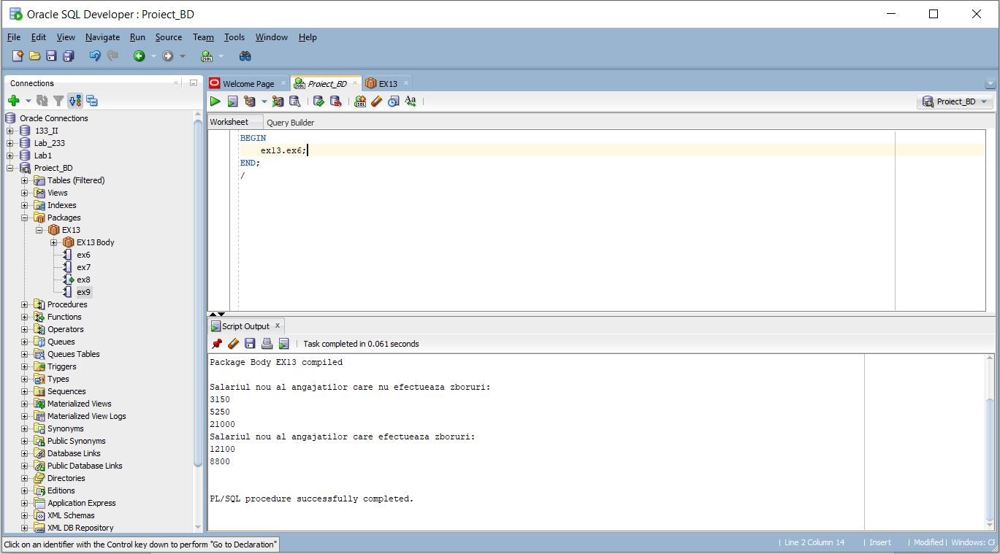 Oracle SQL Developer : Proiect_BD
File Edit View Navigate Run Source Team Tools Window Help
Connections
Welcome Page
Proiect_BD
EX13
Proiect_BD
Worksheet
Query Builder
Oracle Connections
133_II
Lab_233
Lab1
Proiect_BD
Tables (Filtered)
Views
Indexes
Packages
EX13
EX13 Body
ex6
ex7
ex8
ex9
Procedures
Functions
Operators
Queues
Queues Tables
Triggers
Types
Sequences
Materialized Views
Materialized View Logs
Synonyms
Public Synonyms
Database Links
Public Database Links
Directories
Editions
Application Express
XML Schemas
XML DB Repository
BEGIN
ex13.ex6;
END;
/
Script Output
Task completed in 0.061 seconds
Package Body EX13 compiled
Salariul nou al angajatilor care nu efectueaza zboruri:
3150
5250
21000
Salariul nou al angajatilor care efectueaza zboruri:
12100
8800
PL/SQL procedure successfully completed.
Click on an identifier with the Control key down to perform "Go to Declaration"
Line 2 Column 14
Insert
Modified
Windows: